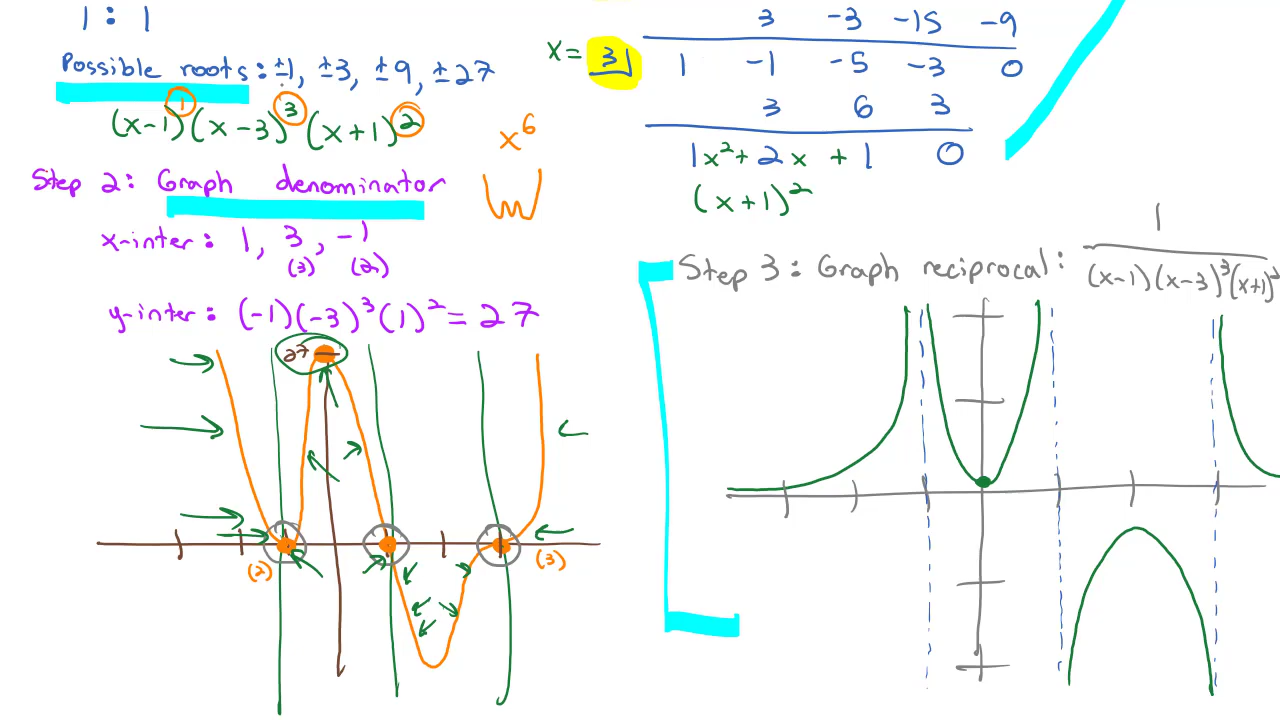 1 : 1
Possible roots: ±1, ±3, ±9, ±27
(x-1)¹(x-3)³(x+1)²
x⁶
Step 2: Graph denominator
x-inter: 1, 3, -1
(3) (2)
y-inter: (-1)(-3)³(1)² = 27
27
(2)
(3)
3 -3 -15 -9
x = 3 1 -1 -5 -3 0
3 6 3
1x² + 2x + 1 0
(x+1)²
Step 3: Graph reciprocal: 1
(x-1)(x-3)³(x+1)²